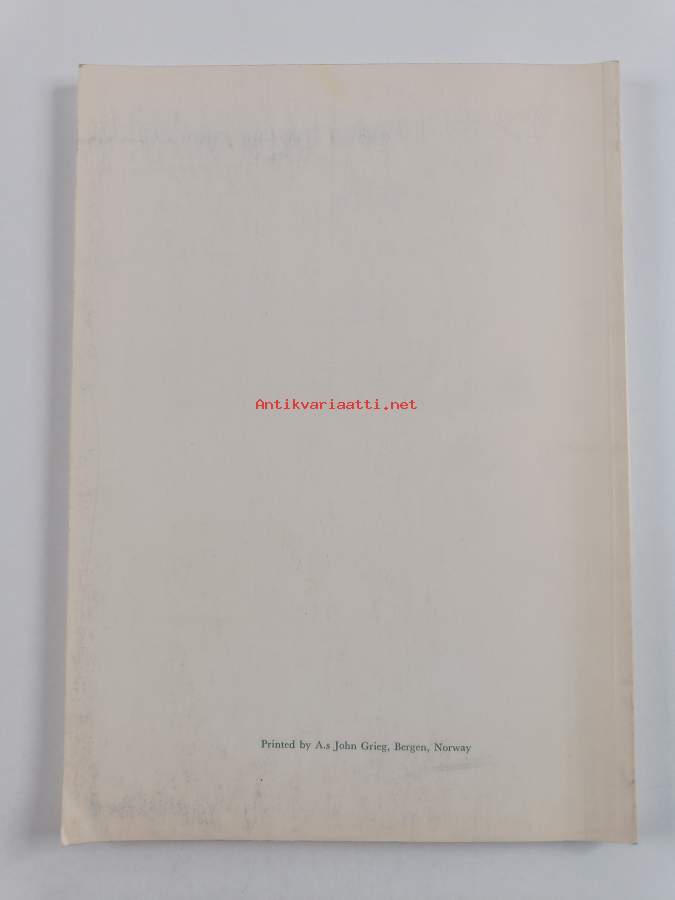 Antikvariaatti.net
Printed by A.s John Grieg, Bergen, Norway